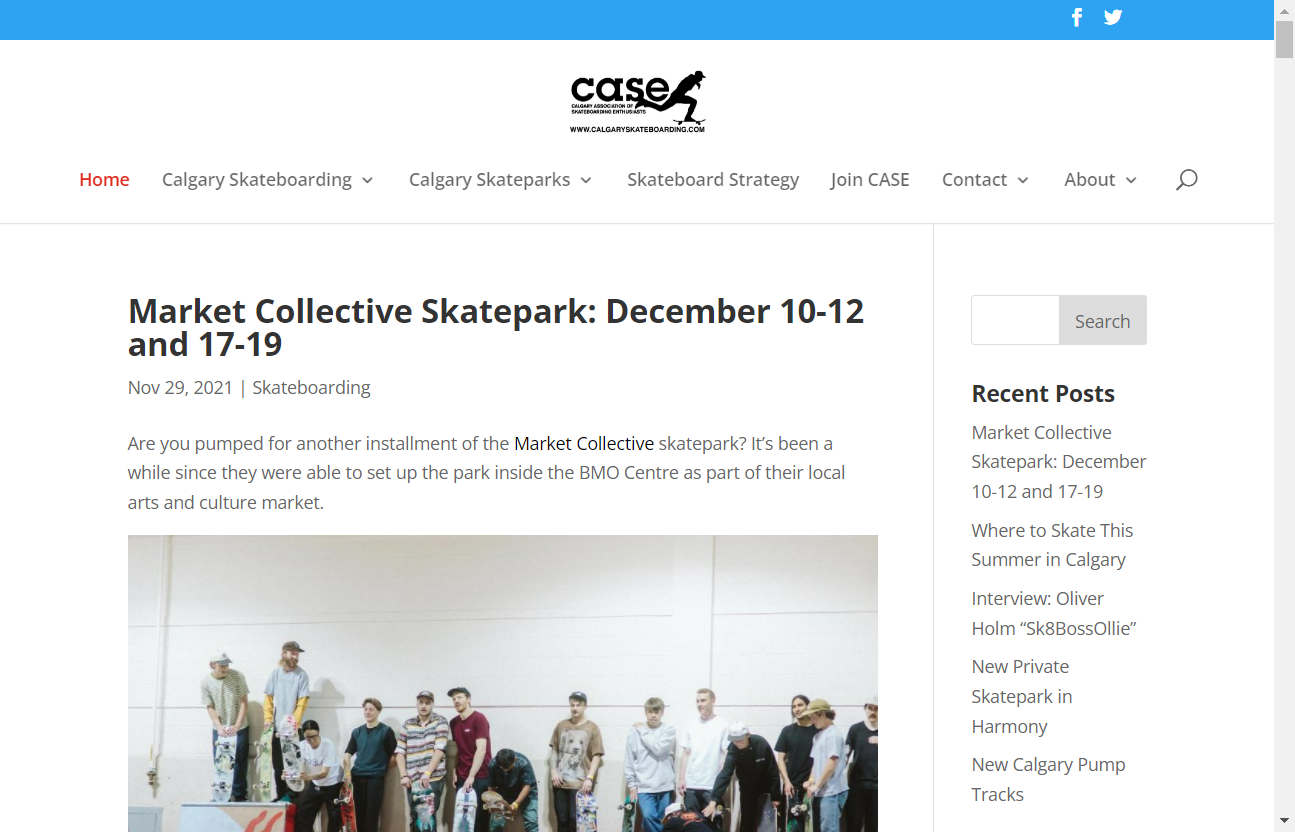 case
CALGARY ASSOCIATION OF
SKATEBOARDING ENTHUSIASTS
WWW.CALGARYSKATEBOARDING.COM
Home Calgary Skateboarding Calgary Skateparks Skateboard Strategy Join CASE Contact About
Market Collective Skatepark: December 10-12
and 17-19
Nov 29, 2021 | Skateboarding
Are you pumped for another installment of the Market Collective skatepark? It’s been a
while since they were able to set up the park inside the BMO Centre as part of their local
arts and culture market.
Search
Recent Posts
Market Collective
Skatepark: December
10-12 and 17-19
Where to Skate This
Summer in Calgary
Interview: Oliver
Holm “Sk8BossOllie”
New Private
Skatepark in
Harmony
New Calgary Pump
Tracks